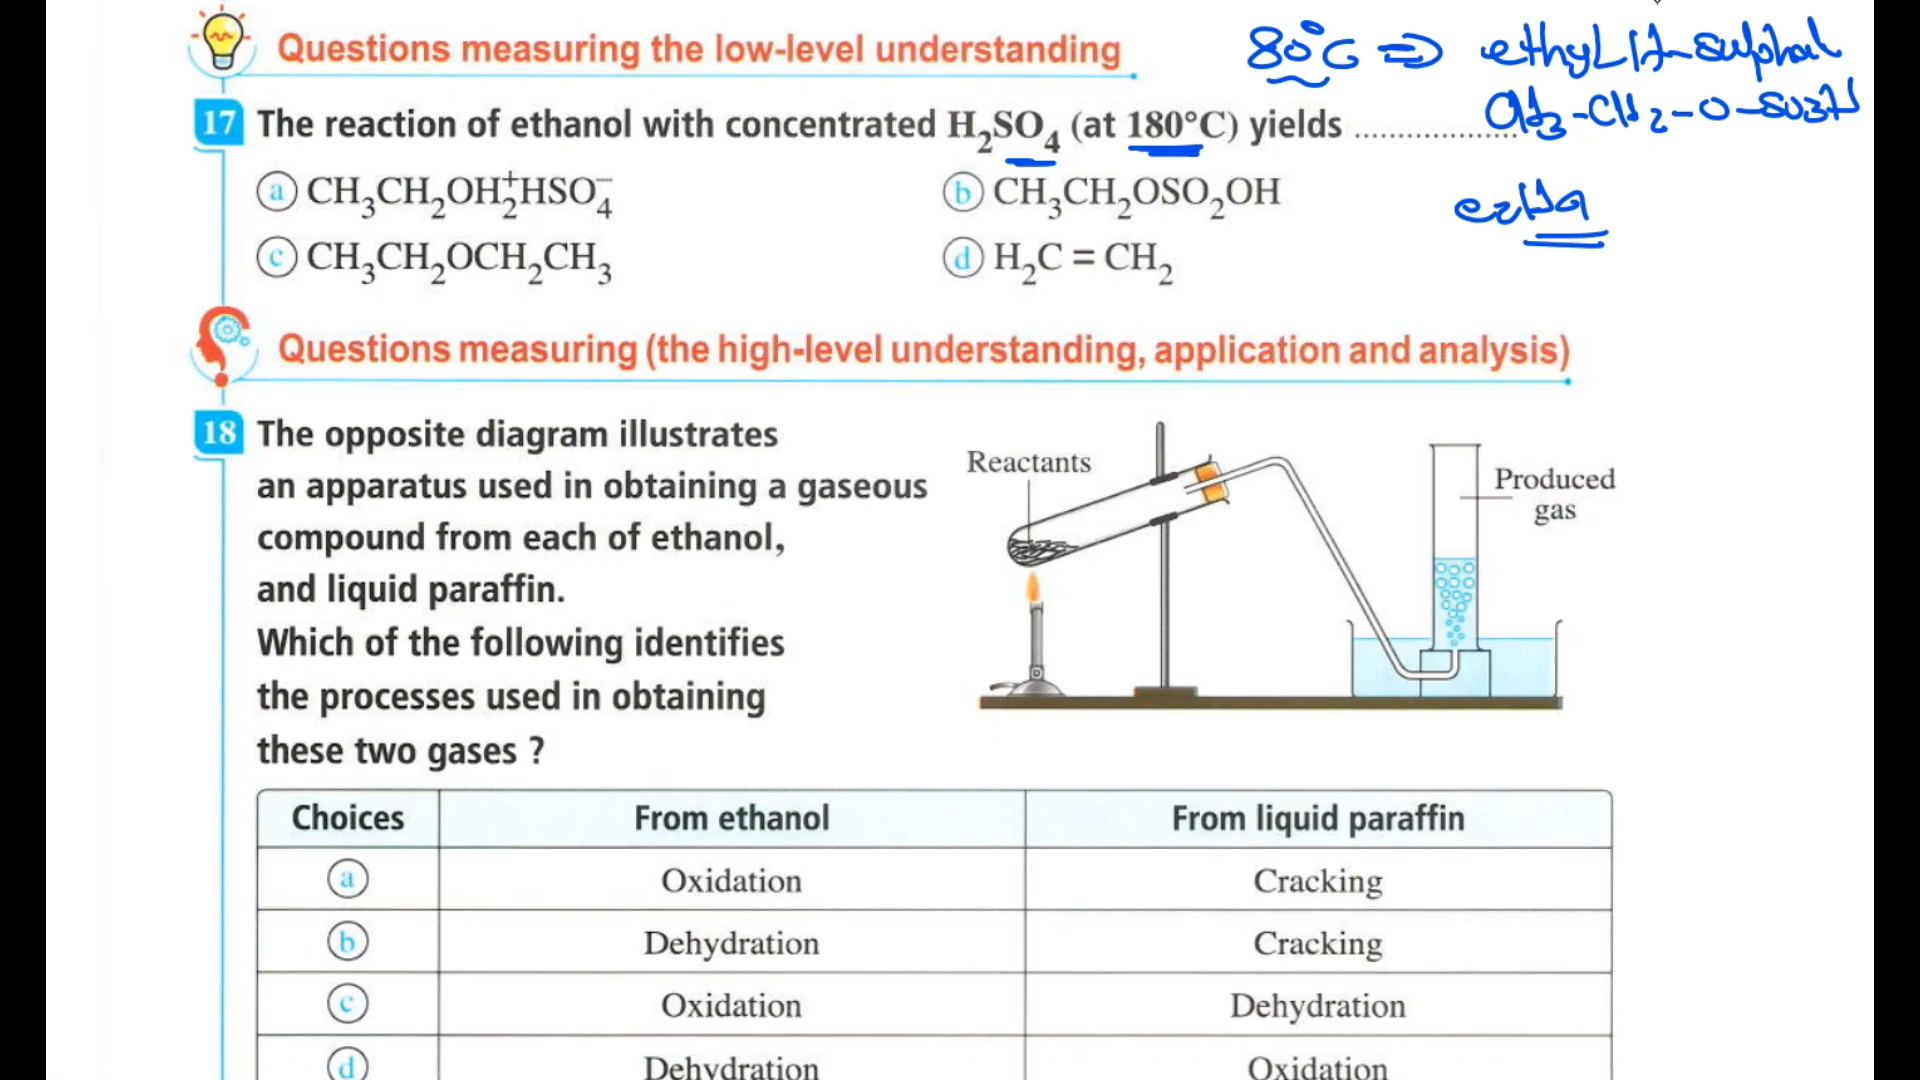 Questions measuring the low-level understanding
80°C ⇒ ethyl H-sulphat
CH3-CH2-O-SO3H
17 The reaction of ethanol with concentrated H₂SO₄ (at 180°C) yields ...................
a CH₃CH₂OH₂⁺HSO₄⁻
b CH₃CH₂OSO₂OH
c CH₃CH₂OCH₂CH₃
d H₂C = CH₂
Questions measuring (the high-level understanding, application and analysis)
18 The opposite diagram illustrates
an apparatus used in obtaining a gaseous
compound from each of ethanol,
and liquid paraffin.
Which of the following identifies
the processes used in obtaining
these two gases ?
Reactants
Produced
gas
Choices From ethanol From liquid paraffin
a Oxidation Cracking
b Dehydration Cracking
c Oxidation Dehydration
d Dehydration Oxidation